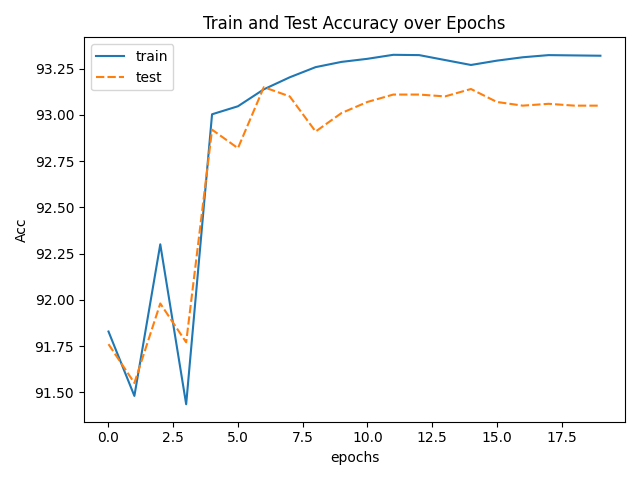 Train and Test Accuracy over Epochs
train
test
93.25
93.00
92.75
92.50
92.25
92.00
91.75
91.50
Acc
0.0 2.5 5.0 7.5 10.0 12.5 15.0 17.5
epochs